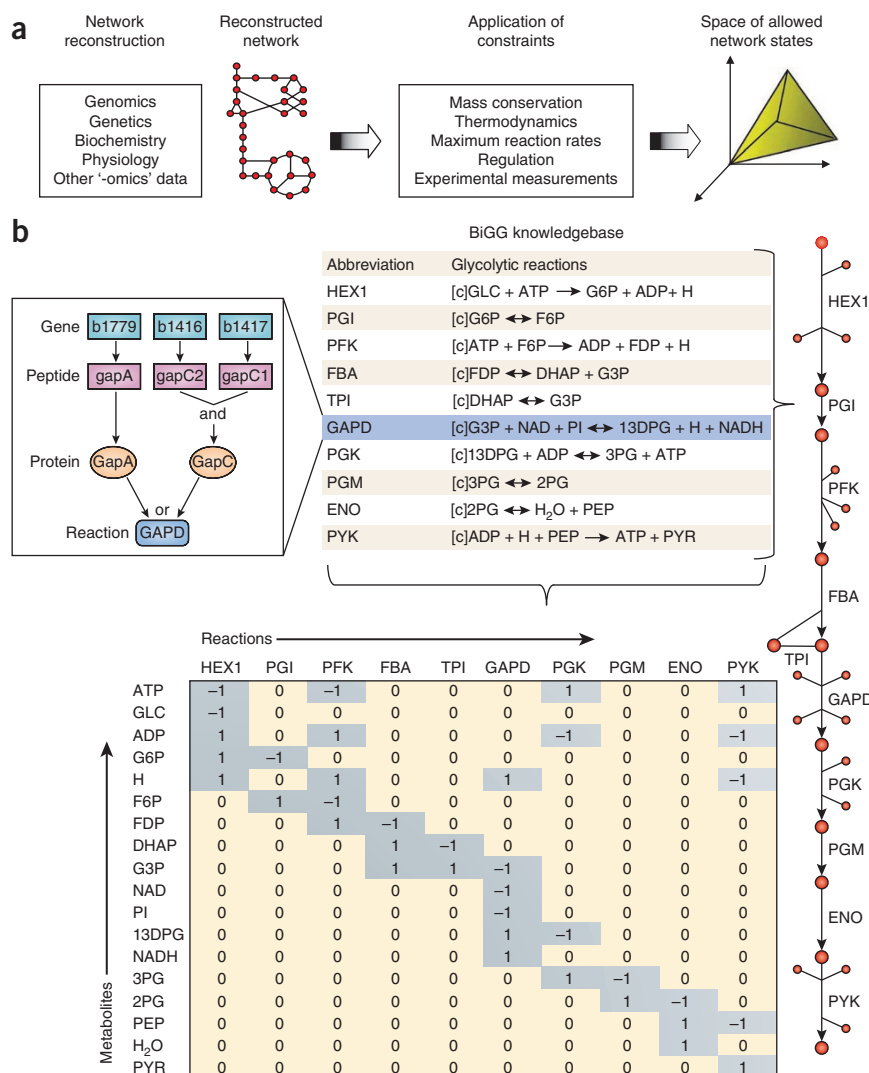 a
Network reconstruction
Reconstructed network
Application of constraints
Space of allowed network states
Genomics
Genetics
Biochemistry
Physiology
Other '-omics' data
Mass conservation
Thermodynamics
Maximum reaction rates
Regulation
Experimental measurements
b
BiGG knowledgebase
Abbreviation Glycolytic reactions
HEX1 [c]GLC + ATP → G6P + ADP+ H
PGI [c]G6P ↔ F6P
PFK [c]ATP + F6P → ADP + FDP + H
FBA [c]FDP ↔ DHAP + G3P
TPI [c]DHAP ↔ G3P
GAPD [c]G3P + NAD + PI ↔ 13DPG + H + NADH
PGK [c]13DPG + ADP ↔ 3PG + ATP
PGM [c]3PG ↔ 2PG
ENO [c]2PG ↔ H₂O + PEP
PYK [c]ADP + H + PEP → ATP + PYR
Gene b1779 b1416 b1417
Peptide gapA gapC2 gapC1
and
Protein GapA GapC
or
Reaction GAPD
HEX1
PGI
PFK
FBA
TPI
GAPD
PGK
PGM
ENO
PYK
Reactions
HEX1 PGI PFK FBA TPI GAPD PGK PGM ENO PYK
Metabolites
ATP –1 0 –1 0 0 0 1 0 0 1
GLC –1 0 0 0 0 0 0 0 0 0
ADP 1 0 1 0 0 0 –1 0 0 –1
G6P 1 –1 0 0 0 0 0 0 0 0
H 1 0 1 0 0 1 0 0 0 –1
F6P 0 1 –1 0 0 0 0 0 0 0
FDP 0 0 1 –1 0 0 0 0 0 0
DHAP 0 0 0 1 –1 0 0 0 0 0
G3P 0 0 0 1 1 –1 0 0 0 0
NAD 0 0 0 0 0 –1 0 0 0 0
PI 0 0 0 0 0 –1 0 0 0 0
13DPG 0 0 0 0 0 1 –1 0 0 0
NADH 0 0 0 0 0 1 0 0 0 0
3PG 0 0 0 0 0 0 1 –1 0 0
2PG 0 0 0 0 0 0 0 1 –1 0
PEP 0 0 0 0 0 0 0 0 1 –1
H₂O 0 0 0 0 0 0 0 0 1 0
PYR 0 0 0 0 0 0 0 0 0 1